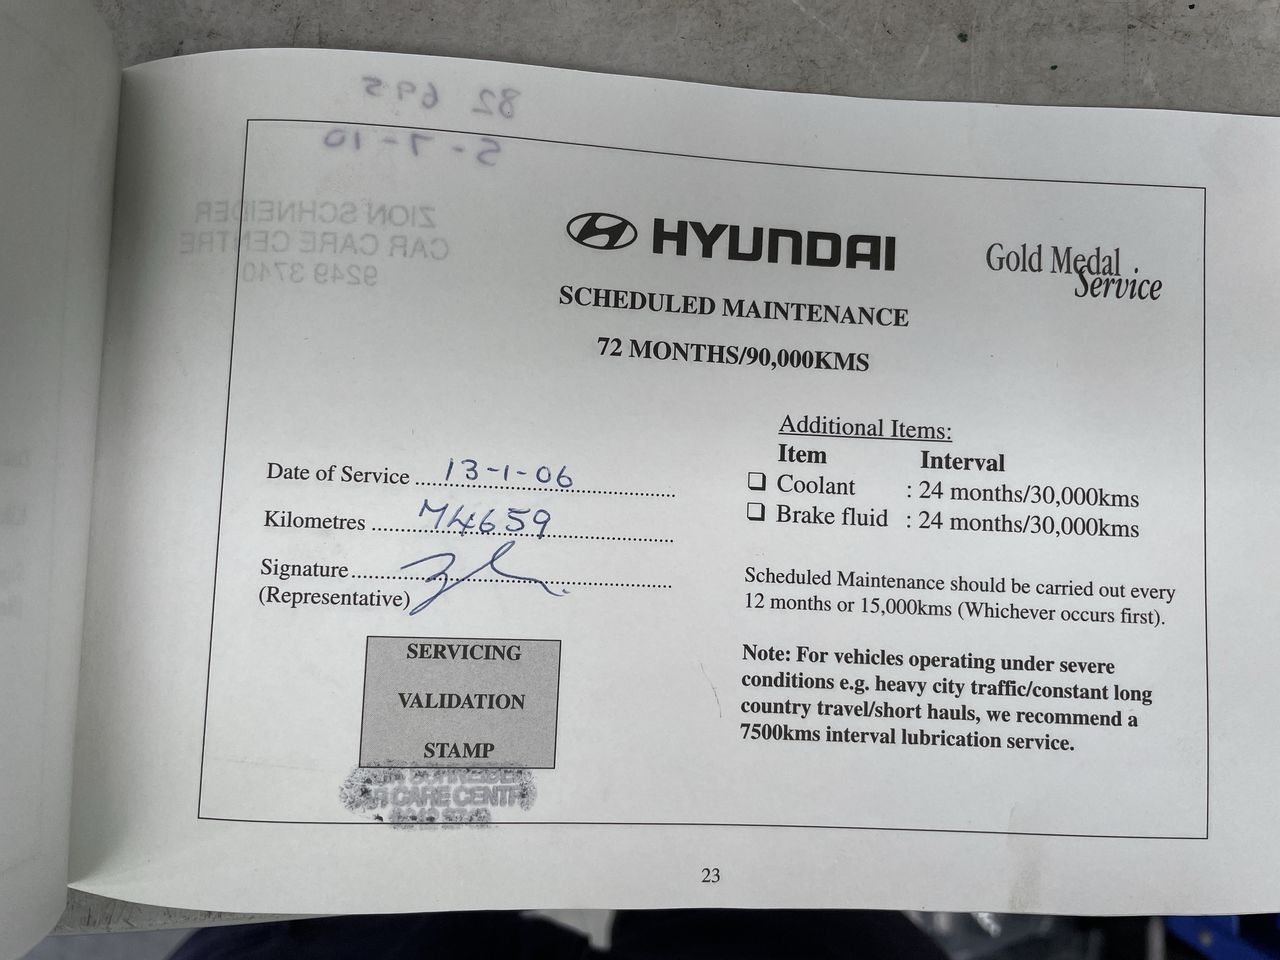 82 695
5-7-10
ZION SCHNEIDER
CAR CARE CENTRE
9249 3740
HYUNDAI
Gold Medal
Service
SCHEDULED MAINTENANCE
72 MONTHS/90,000KMS
Date of Service 13-1-06
Kilometres 74659
Signature
(Representative)
Additional Items:
Item Interval
❑ Coolant : 24 months/30,000kms
❑ Brake fluid : 24 months/30,000kms
Scheduled Maintenance should be carried out every
12 months or 15,000kms (Whichever occurs first).
Note: For vehicles operating under severe
conditions e.g. heavy city traffic/constant long
country travel/short hauls, we recommend a
7500kms interval lubrication service.
SERVICING
VALIDATION
STAMP
SCHNEIDER
CAR CARE CENTR
23